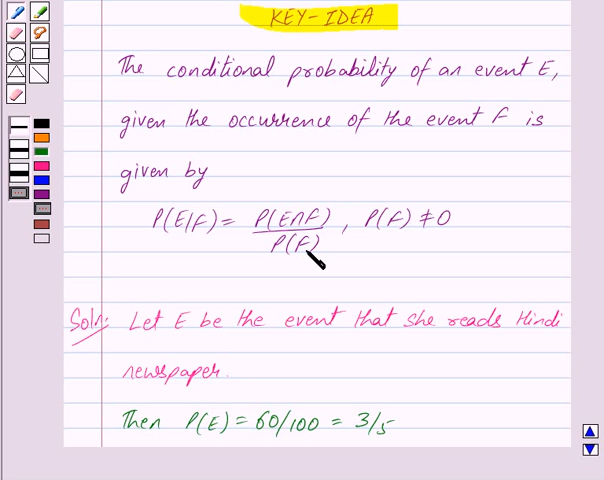 KEY-IDEA
The conditional probability of an event E,
given the occurrence of the event F is
given by
P(E|F) = P(E∩F)/P(F), P(F) ≠ 0
Soln: Let E be the event that she reads Hindi
newspaper.
Then P(E) = 60/100 = 3/5